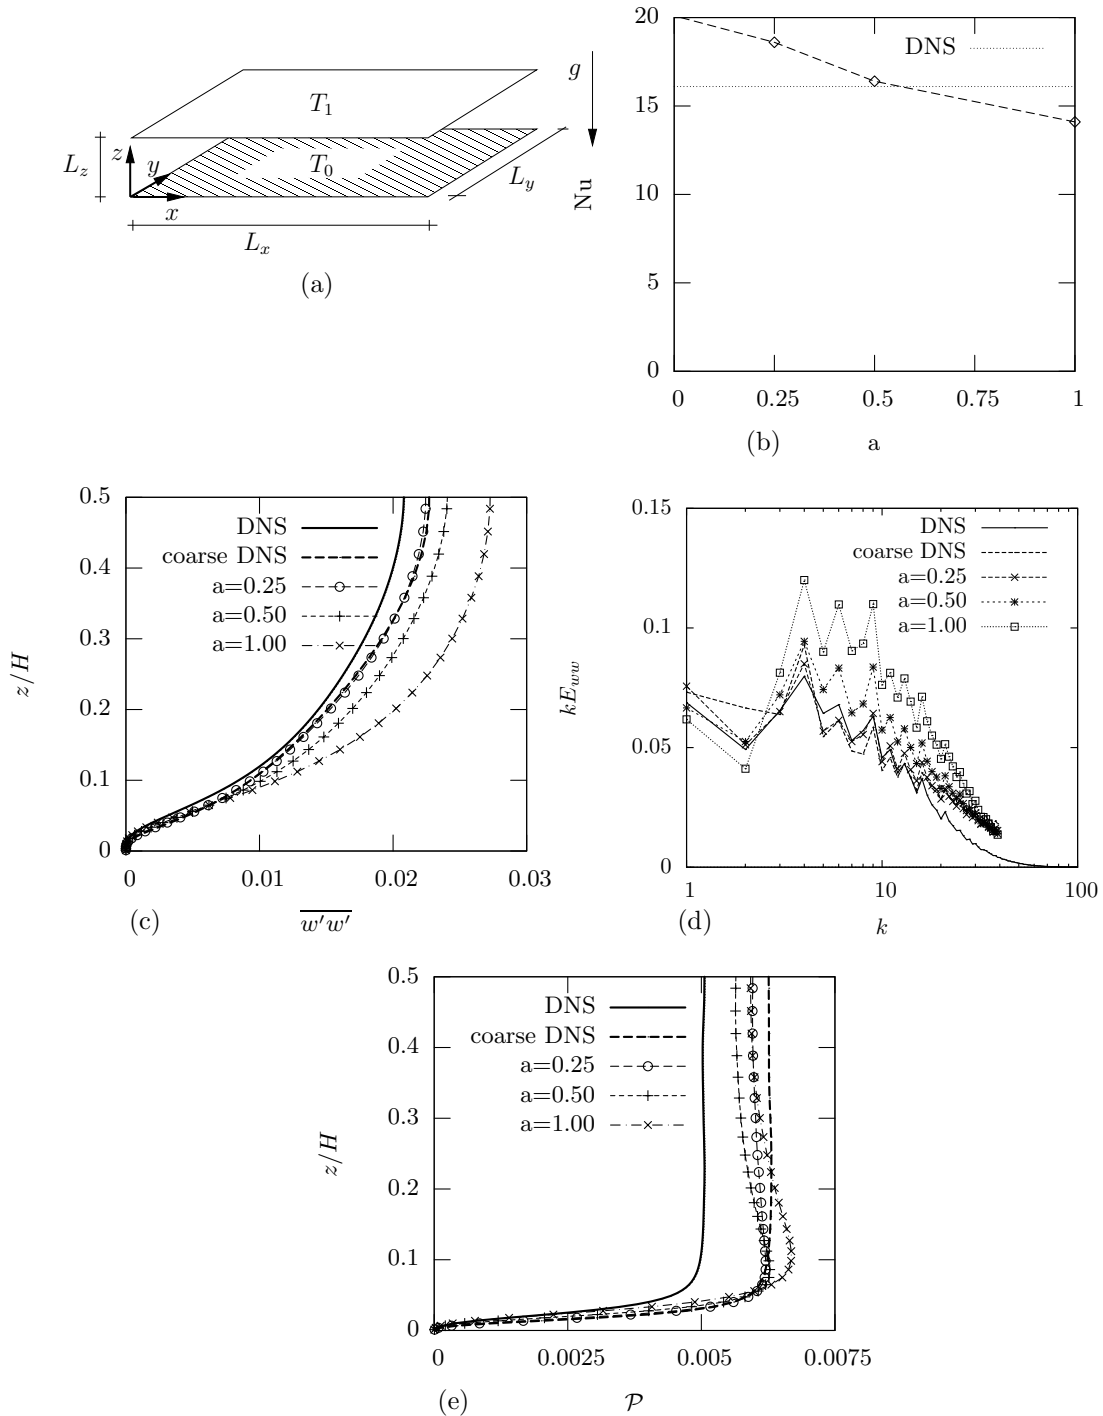 T1
T0
Lz
z
y
x
Ly
Lx
g
(a)
20
15
10
5
0
Nu
DNS
0 0.25 0.5 0.75 1
(b) a
0.5
0.4
0.3
0.2
0.1
0
z/H
DNS
coarse DNS
a=0.25
a=0.50
a=1.00
0 0.01 0.02 0.03
(c) w'w'
0.15
0.1
0.05
0
kEww
DNS
coarse DNS
a=0.25
a=0.50
a=1.00
1 10 100
(d) k
0.5
0.4
0.3
0.2
0.1
0
z/H
DNS
coarse DNS
a=0.25
a=0.50
a=1.00
0 0.0025 0.005 0.0075
(e) P